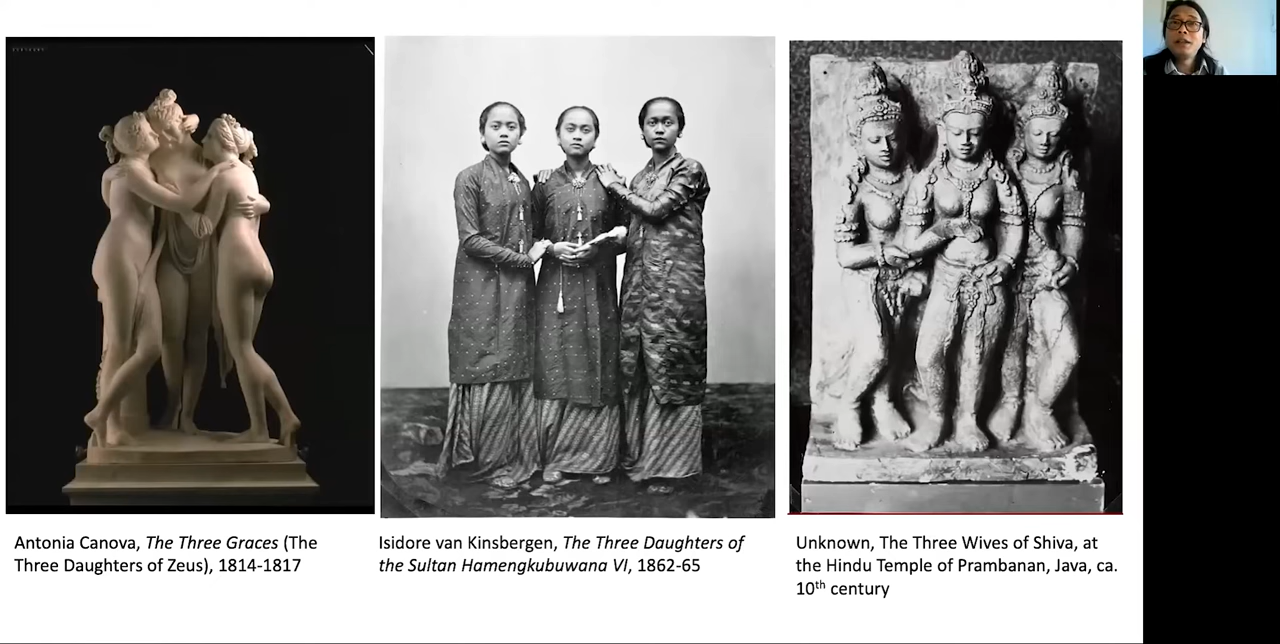 Antonia Canova, The Three Graces (The
Three Daughters of Zeus), 1814-1817
Isidore van Kinsbergen, The Three Daughters of
the Sultan Hamengkubuwana VI, 1862-65
Unknown, The Three Wives of Shiva, at
the Hindu Temple of Prambanan, Java, ca.
10th century